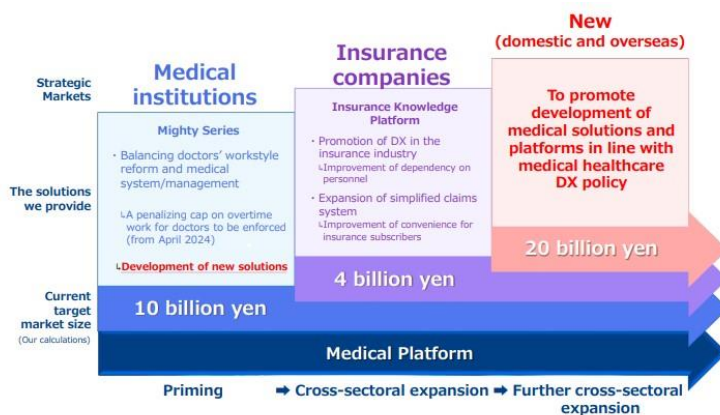 New
(domestic and overseas)
Insurance
companies
Medical
institutions
Strategic
Markets
Mighty Series
・Balancing doctors' workstyle
reform and medical
system/management
↳A penalizing cap on overtime
work for doctors to be enforced
(from April 2024)
↳Development of new solutions
Insurance Knowledge
Platform
・Promotion of DX in the
insurance industry
↳Improvement of dependency on
personnel
・Expansion of simplified claims
system
↳Improvement of convenience for
insurance subscribers
To promote
development of
medical solutions and
platforms in line with
medical healthcare
DX policy
The solutions
we provide
20 billion yen
4 billion yen
10 billion yen
Current
target
market size
(Our calculations)
Medical Platform
Priming ➡ Cross-sectoral expansion ➡ Further cross-sectoral
expansion